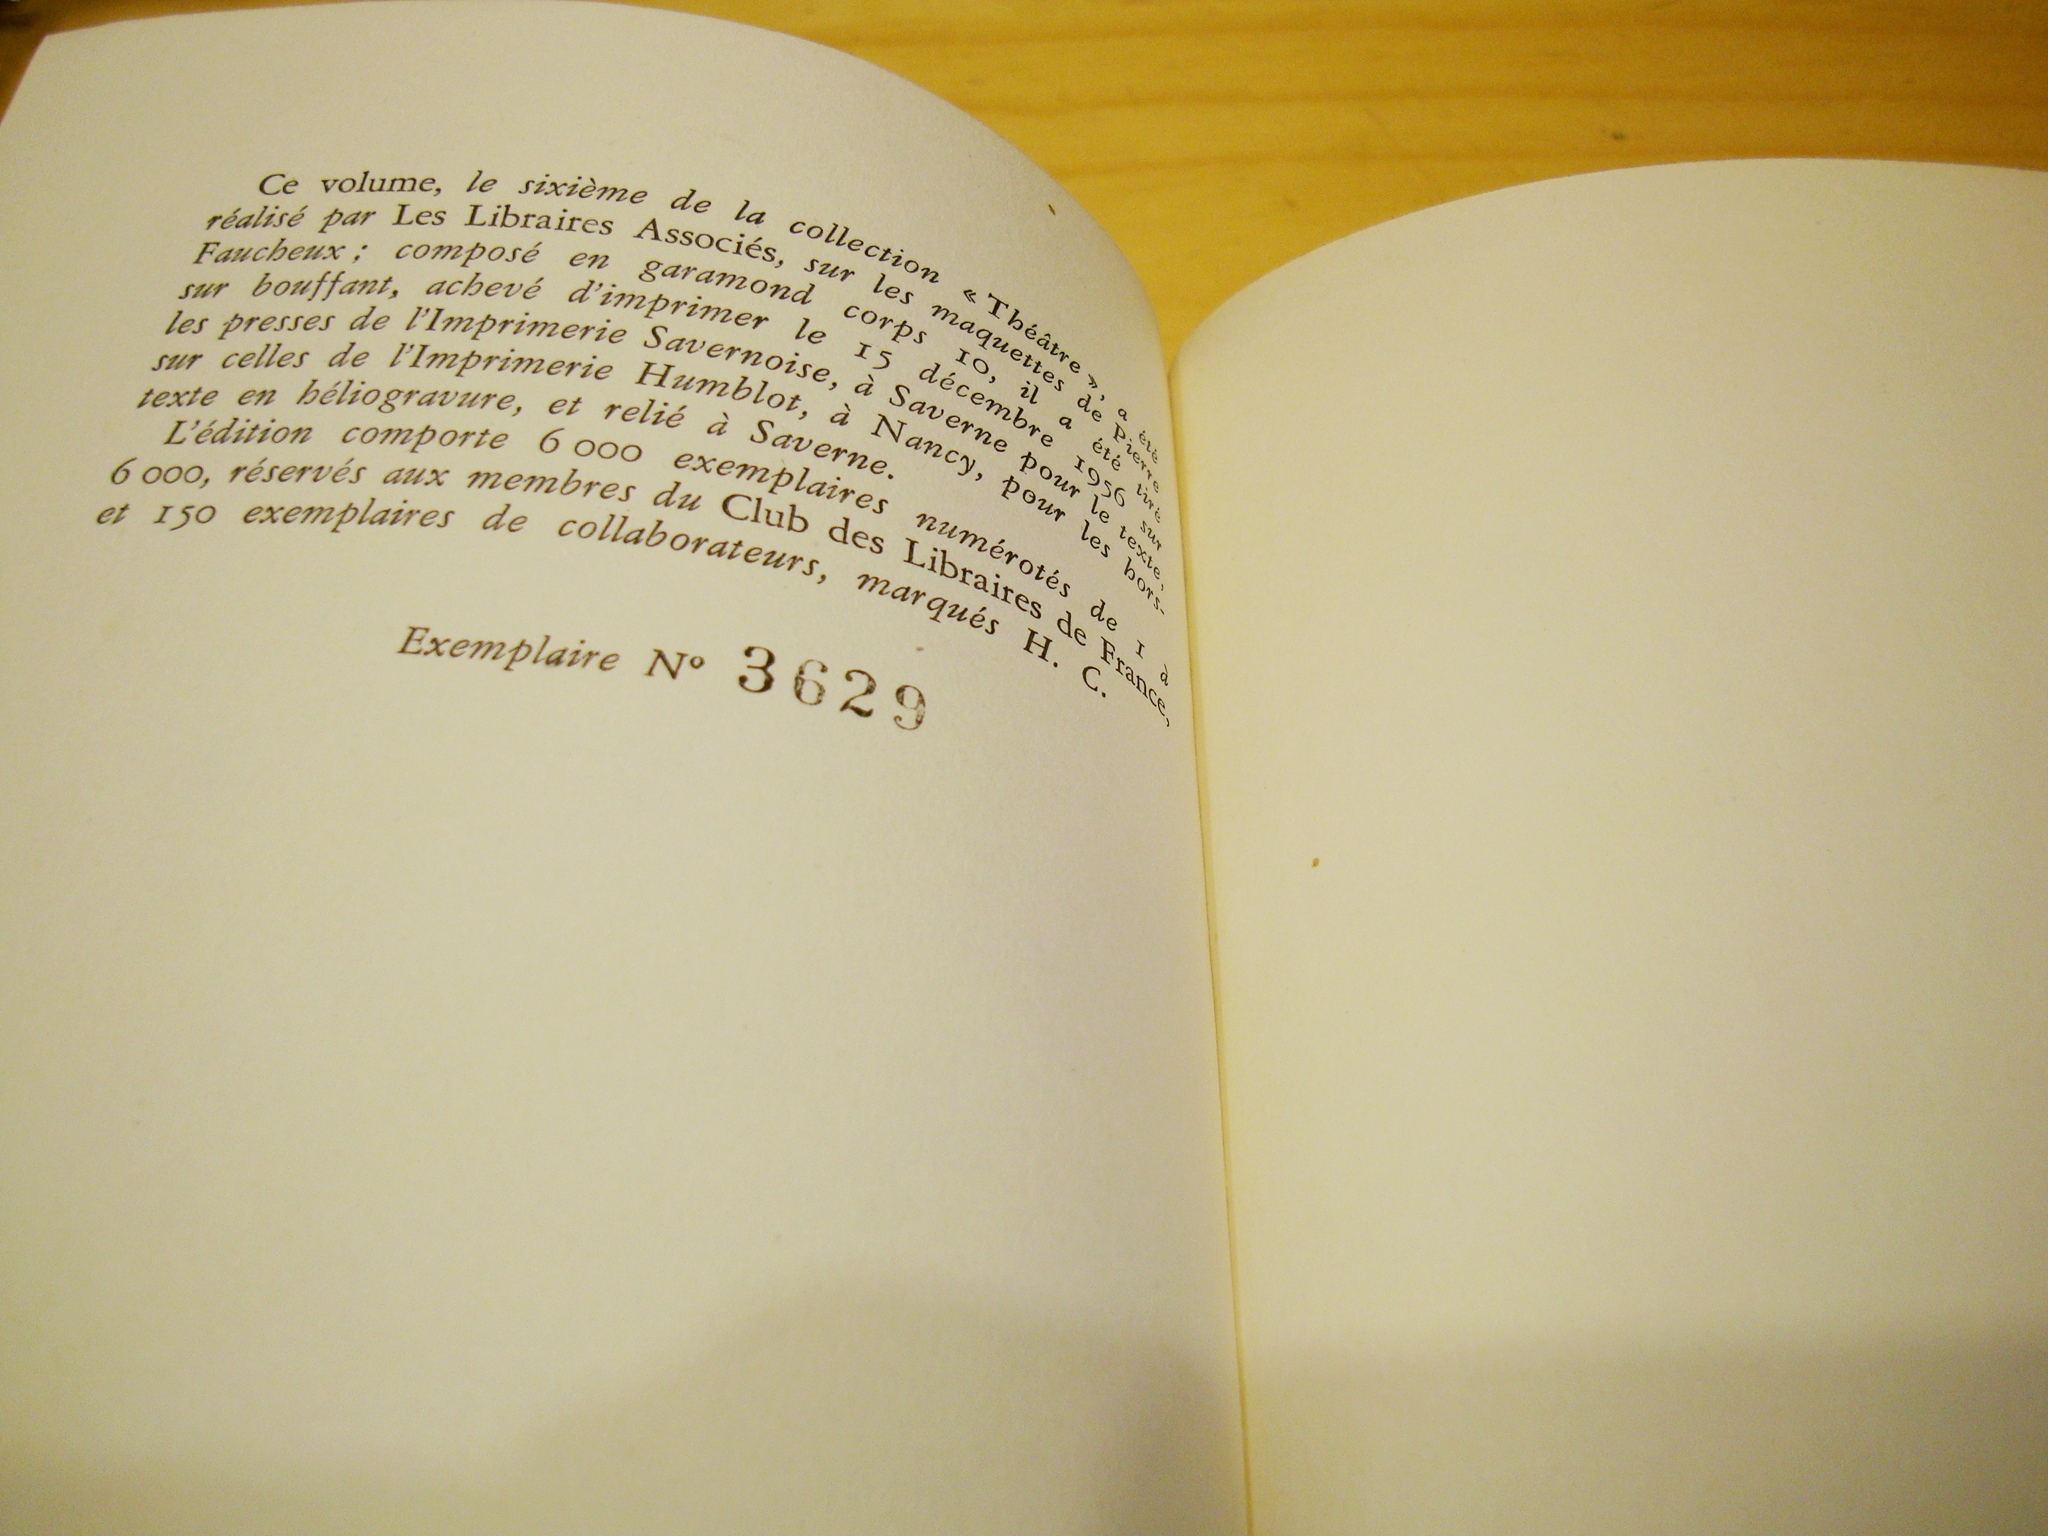 Ce volume, le sixième de la collection « Théâtre », a été
réalisé par Les Libraires Associés, sur les maquettes de Pierre
Faucheux ; composé en garamond corps 10, il a été tiré
sur bouffant, achevé d'imprimer le 15 décembre 1956 sur
les presses de l'Imprimerie Savernoise, à Saverne pour le texte,
sur celles de l'Imprimerie Humblot, à Nancy, pour les hors-
texte en héliogravure, et relié à Saverne.
L'édition comporte 6 000 exemplaires numérotés de 1 à
6 000, réservés aux membres du Club des Libraires de France,
et 150 exemplaires de collaborateurs, marqués H. C.
Exemplaire N° 3629